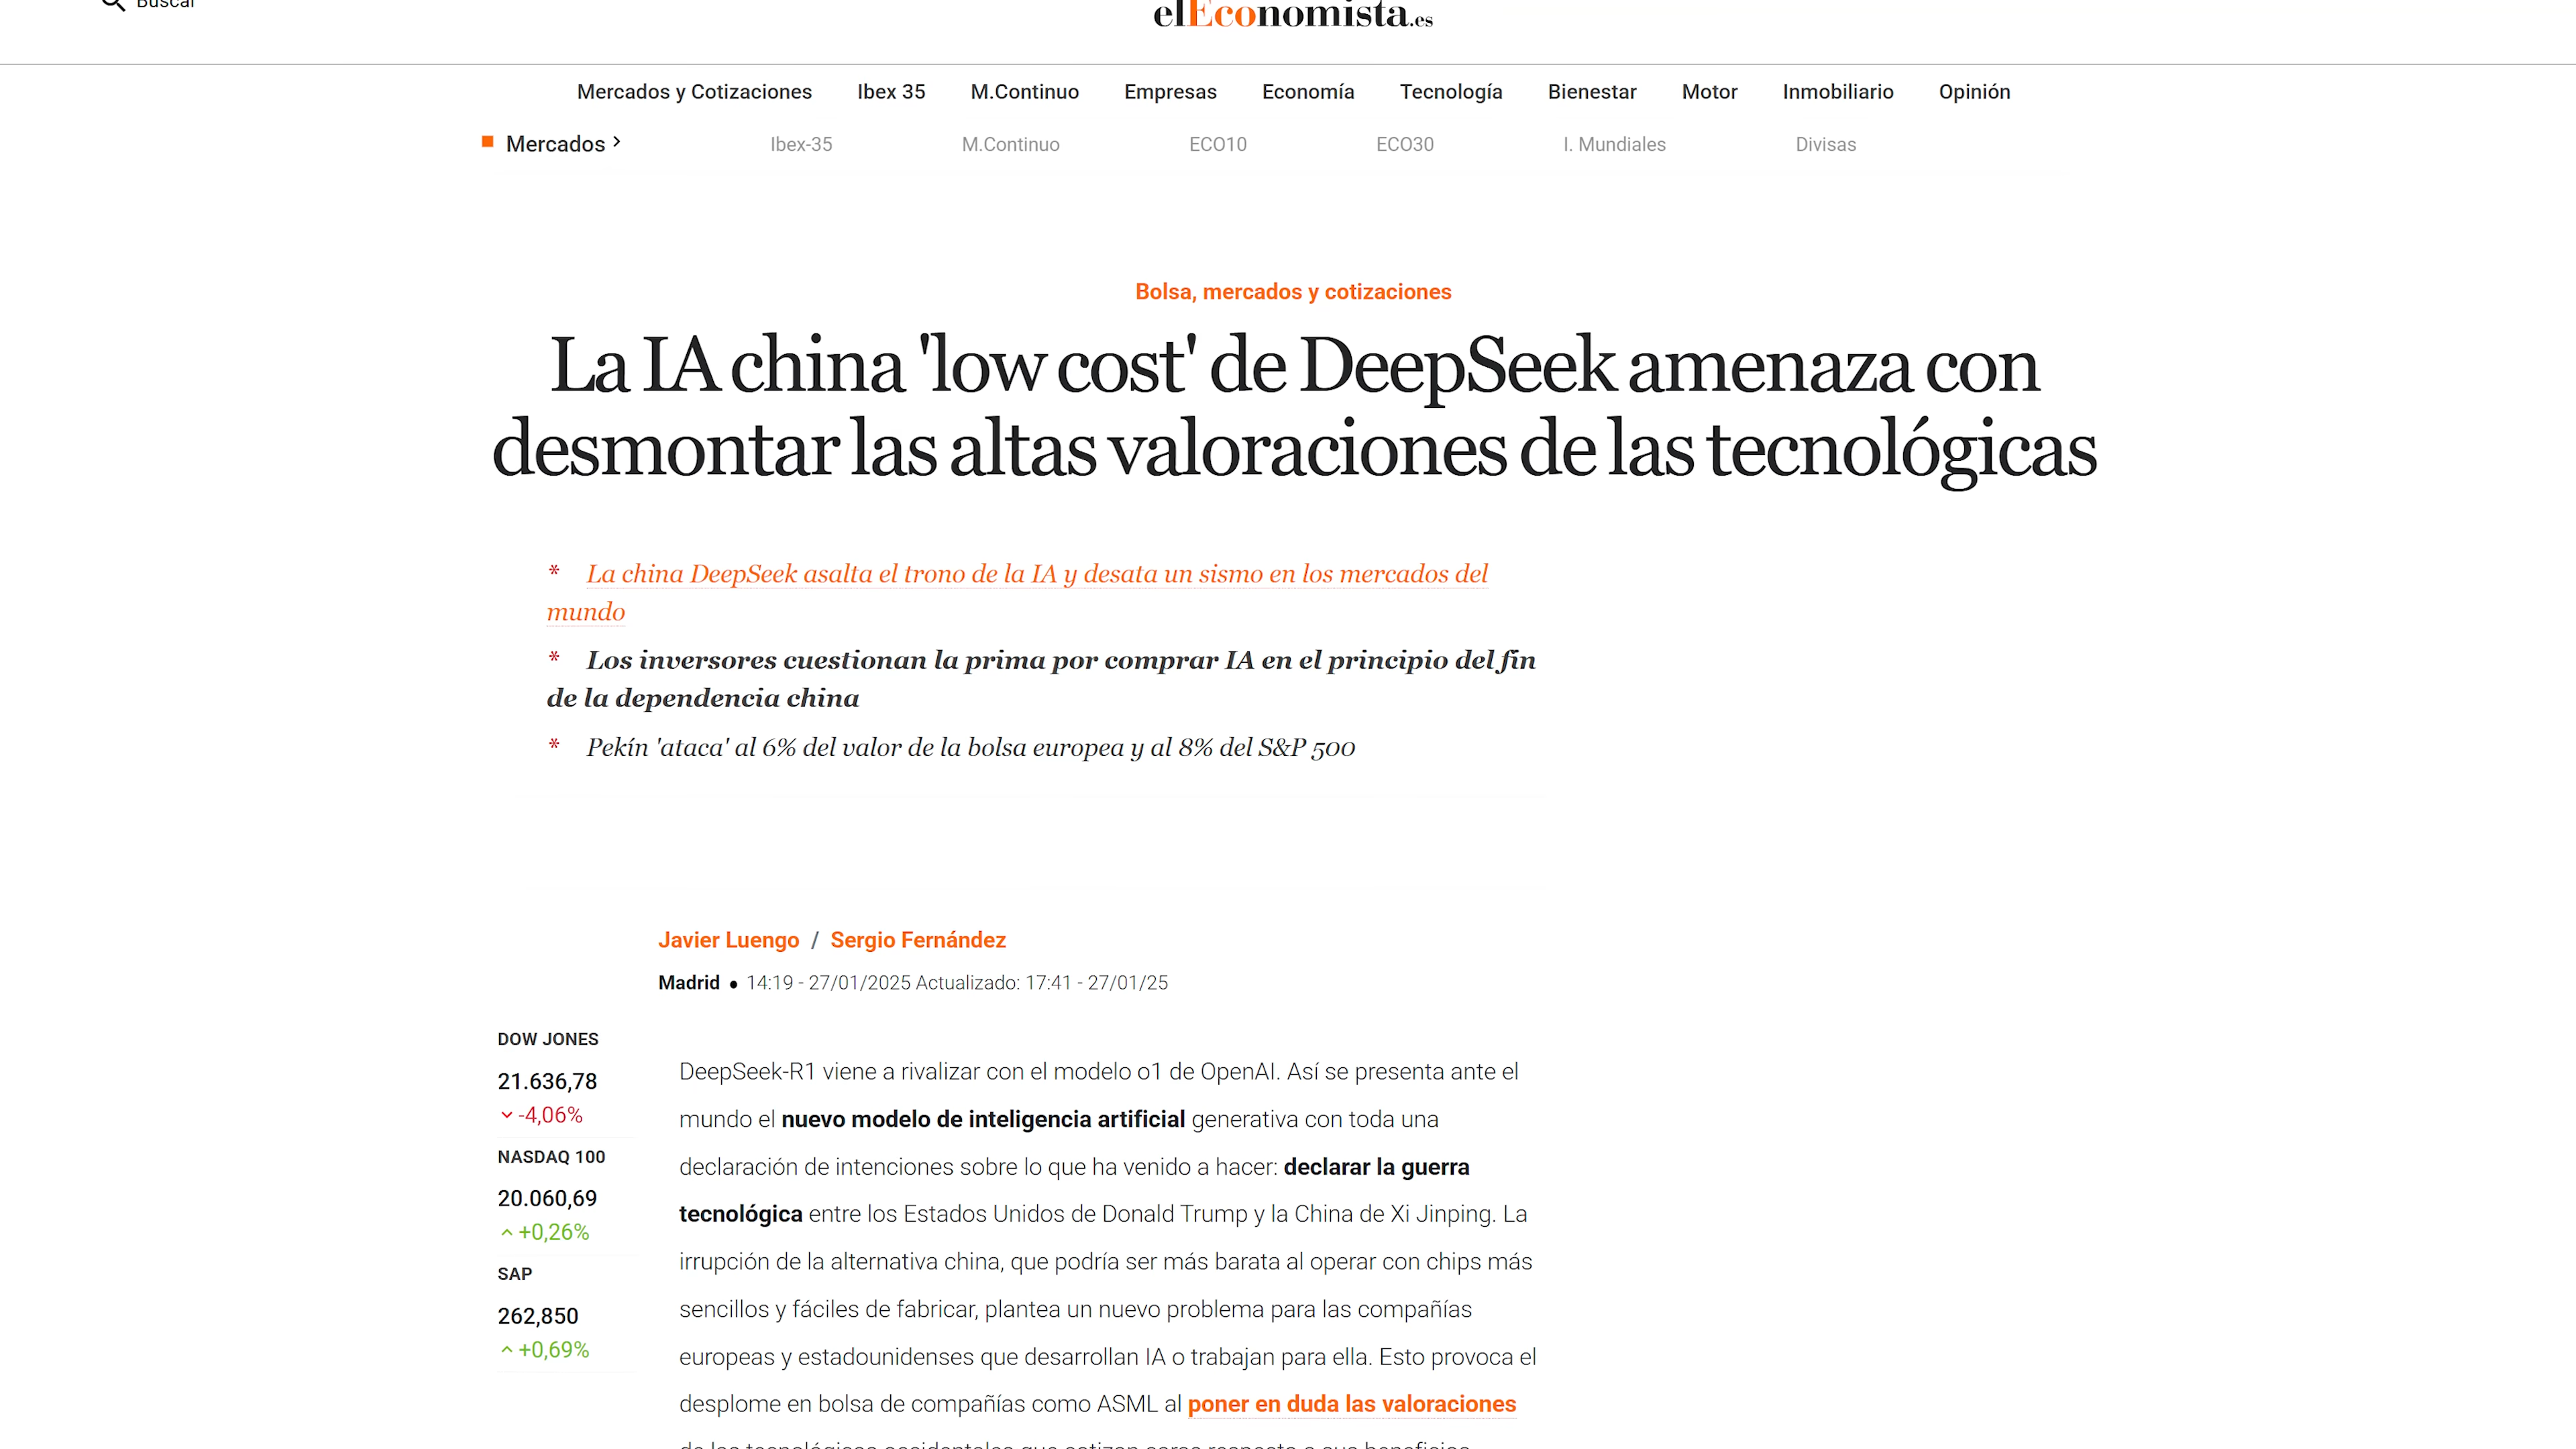 Buscar
elEconomista.es
Mercados y Cotizaciones Ibex 35 M.Continuo Empresas Economía Tecnología Bienestar Motor Inmobiliario Opinión
Mercados Ibex-35 M.Continuo ECO10 ECO30 I. Mundiales Divisas
Bolsa, mercados y cotizaciones
La IA china 'low cost' de DeepSeek amenaza con
desmontar las altas valoraciones de las tecnológicas
* La china DeepSeek asalta el trono de la IA y desata un sismo en los mercados del
mundo
* Los inversores cuestionan la prima por comprar IA en el principio del fin
de la dependencia china
* Pekín 'ataca' al 6% del valor de la bolsa europea y al 8% del S&P 500
Javier Luengo / Sergio Fernández
Madrid • 14:19 - 27/01/2025 Actualizado: 17:41 - 27/01/25
DOW JONES
21.636,78
-4,06%
NASDAQ 100
20.060,69
+0,26%
SAP
262,850
+0,69%
DeepSeek-R1 viene a rivalizar con el modelo o1 de OpenAI. Así se presenta ante el
mundo el nuevo modelo de inteligencia artificial generativa con toda una
declaración de intenciones sobre lo que ha venido a hacer: declarar la guerra
tecnológica entre los Estados Unidos de Donald Trump y la China de Xi Jinping. La
irrupción de la alternativa china, que podría ser más barata al operar con chips más
sencillos y fáciles de fabricar, plantea un nuevo problema para las compañías
europeas y estadounidenses que desarrollan IA o trabajan para ella. Esto provoca el
desplome en bolsa de compañías como ASML al poner en duda las valoraciones
de las tecnológicas occidentales que cotizan caras respecto a sus beneficios